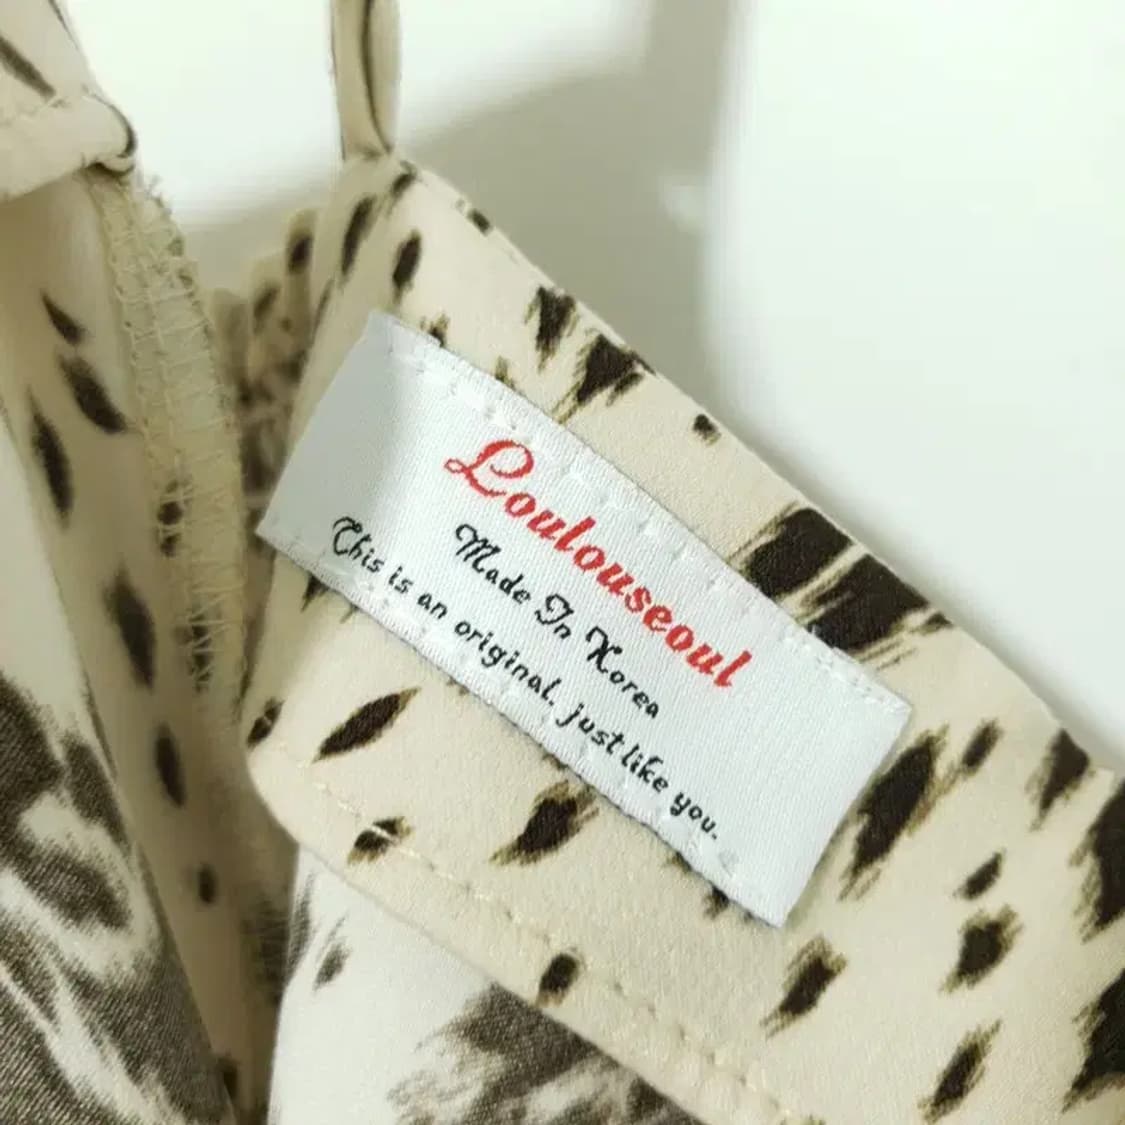 Loulouseoul
Made In Korea
This is an original. just like you.